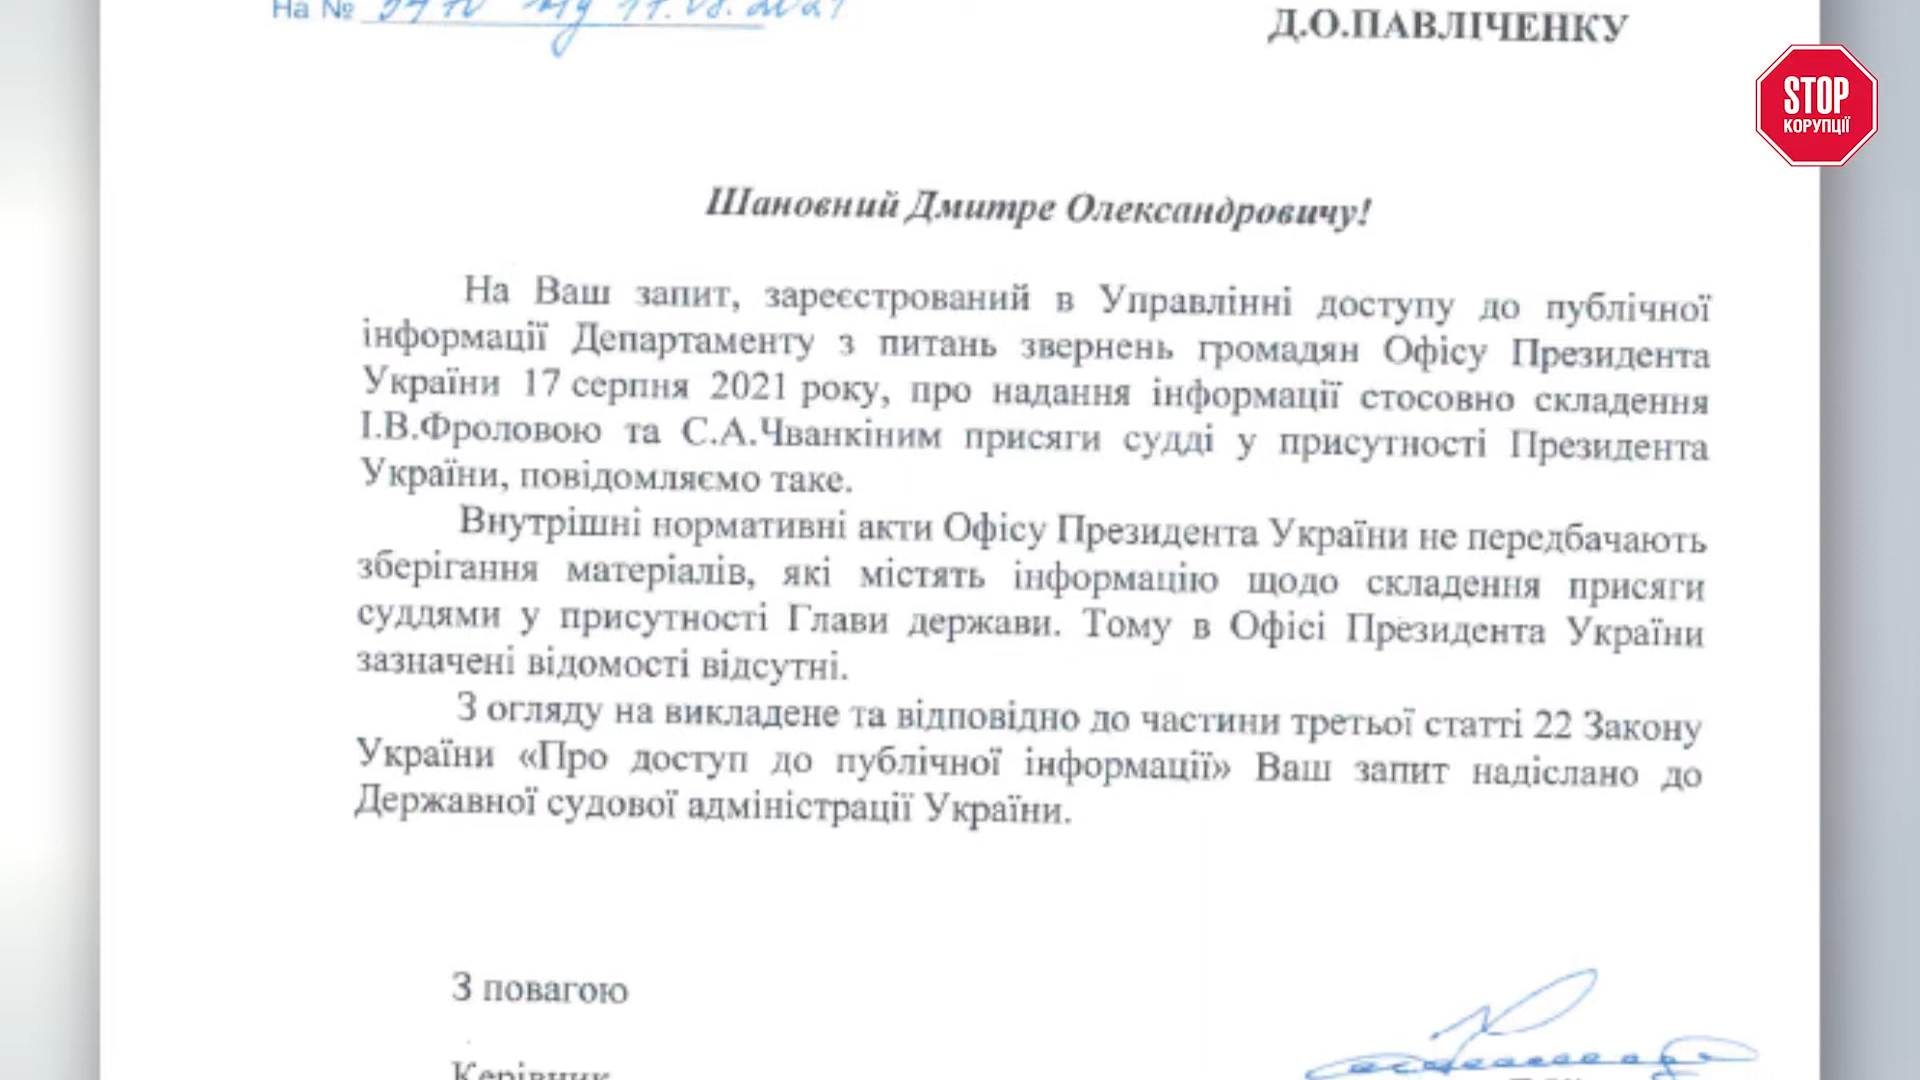 На №
17.08.2021
Д.О.ПАВЛІЧЕНКУ
STOP
КОРУПЦІЇ
Шановний Дмитре Олександровичу!
На Ваш запит, зареєстрований в Управлінні доступу до публічної
інформації Департаменту з питань звернень громадян Офісу Президента
України 17 серпня 2021 року, про надання інформації стосовно складення
І.В.Фроловою та С.А.Чванкіним присяги судді у присутності Президента
України, повідомляємо таке.
Внутрішні нормативні акти Офісу Президента України не передбачають
зберігання матеріалів, які містять інформацію щодо складення присяги
суддями у присутності Глави держави. Тому в Офісі Президента України
зазначені відомості відсутні.
З огляду на викладене та відповідно до частини третьої статті 22 Закону
України «Про доступ до публічної інформації» Ваш запит надіслано до
Державної судової адміністрації України.
З повагою
Керівник